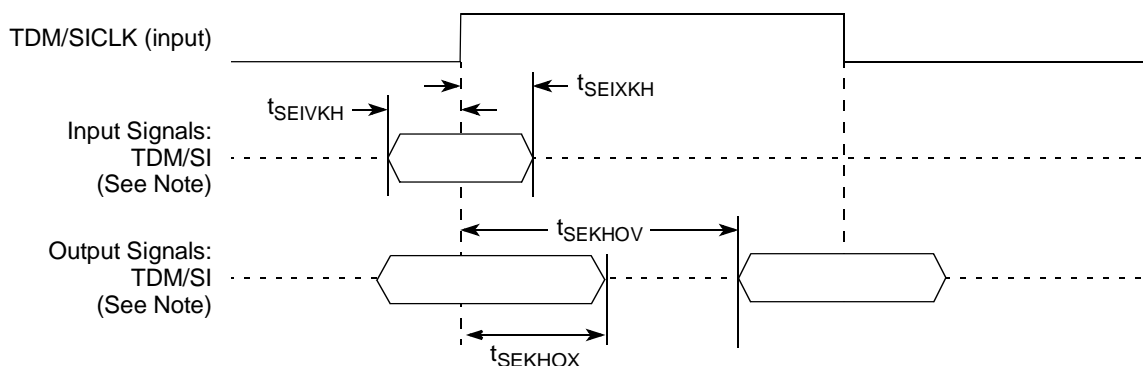 TDM/SICLK (input)
tSEIXKH
tSEIVKH
Input Signals:
TDM/SI
(See Note)
tSEKHOV
Output Signals:
TDM/SI
(See Note)
tSEKHOX